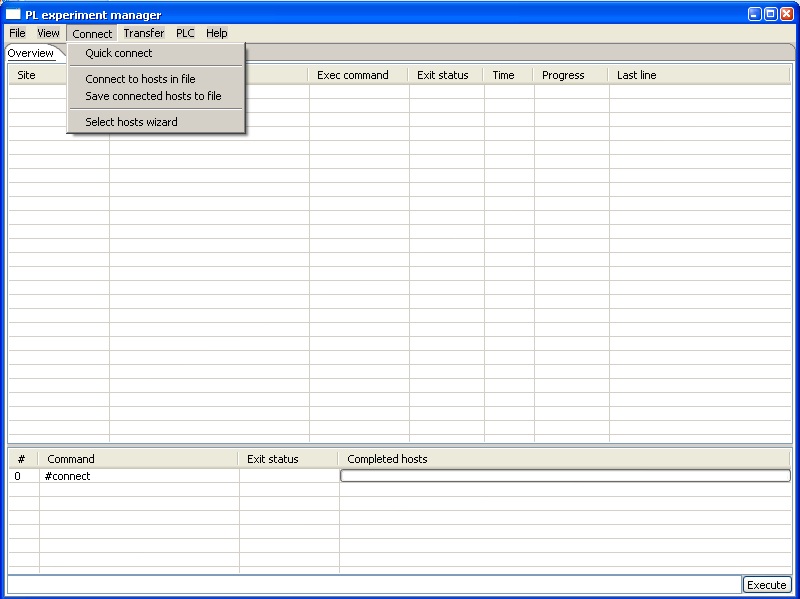 PL experiment manager
File View Connect Transfer PLC Help
Overview
Quick connect
Connect to hosts in file
Save connected hosts to file
Select hosts wizard
Site Exec command Exit status Time Progress Last line
# Command Exit status Completed hosts
0 #connect
Execute